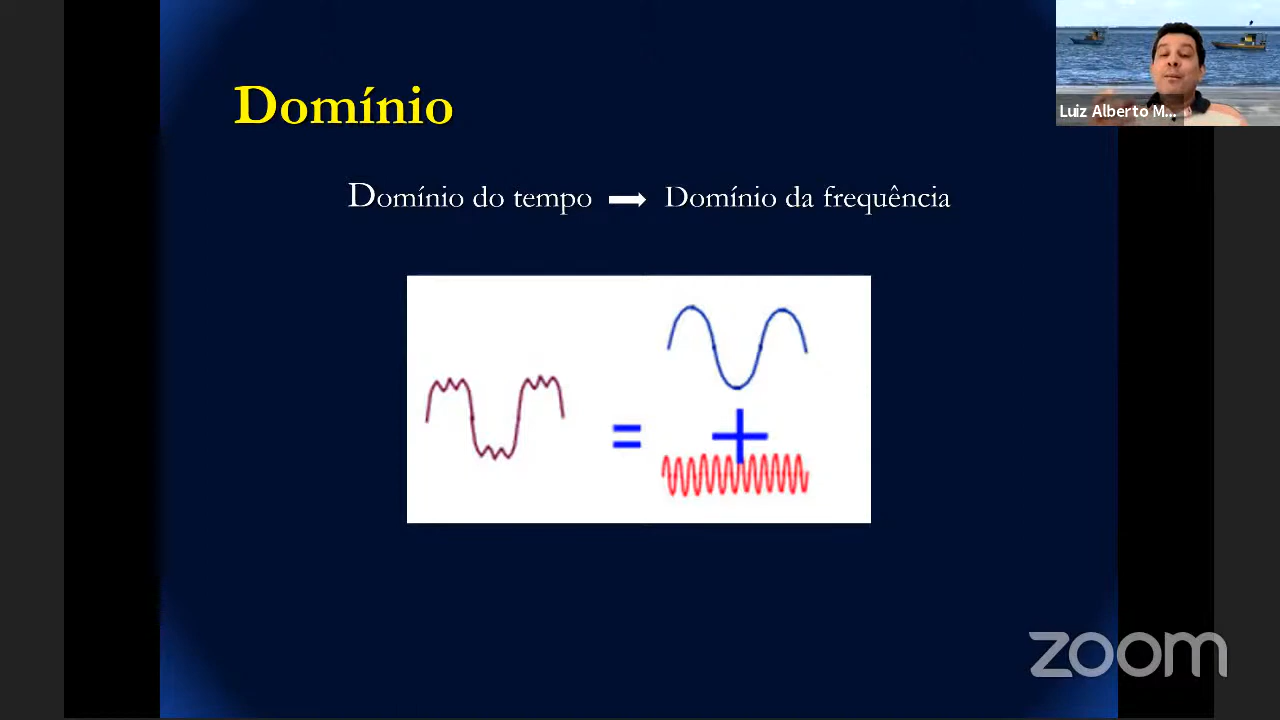 Domínio
Luiz Alberto M...
Domínio do tempo → Domínio da frequência
=
+
zoom